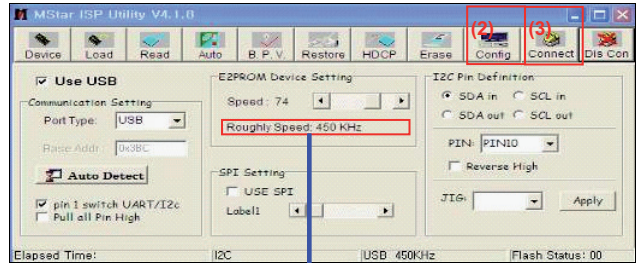 MStar ISP Utility V4.1.0
(2) (3)
Device Load Read Auto B.P.V. Restore HDCP Erase Config Connect Dis Con
Use USB
Communication Setting
Port Type: USB
Base Addr: 0x3BC
Auto Detect
pin 1 switch UART/I2c
Pull all Pin High
E2PROM Device Setting
Speed: 74
Roughly Speed: 450 KHz
SPI Setting
USE SPI
Label1
I2C Pin Definition
SDA in SCL in
SDA out SCL out
PIN: PIN10
Reverse High
JIG: Apply
Elapsed Time: I2C USB 450KHz Flash Status: 00